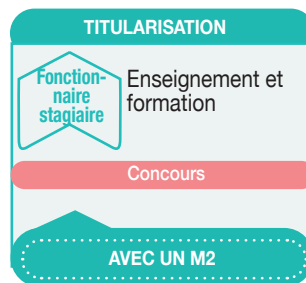 TITULARISATION
Fonction-
naire
stagiaire
Enseignement et
formation
Concours
AVEC UN M2